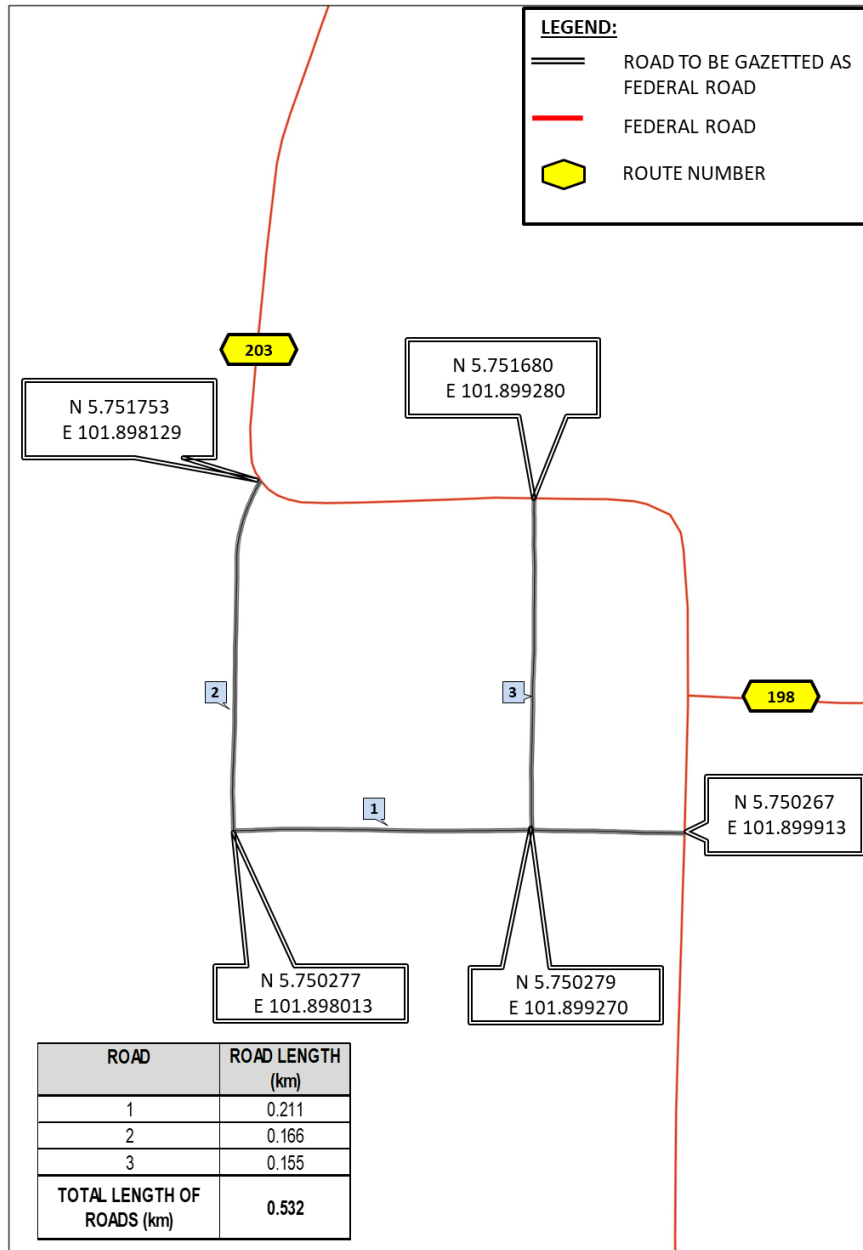 LEGEND:
ROAD TO BE GAZETTED AS
FEDERAL ROAD
FEDERAL ROAD
ROUTE NUMBER
203
N 5.751680
E 101.899280
N 5.751753
E 101.898129
2
3
198
1
N 5.750267
E 101.899913
N 5.750277
E 101.898013
N 5.750279
E 101.899270
ROAD ROAD LENGTH
(km)
1 0.211
2 0.166
3 0.155
TOTAL LENGTH OF
ROADS (km) 0.532